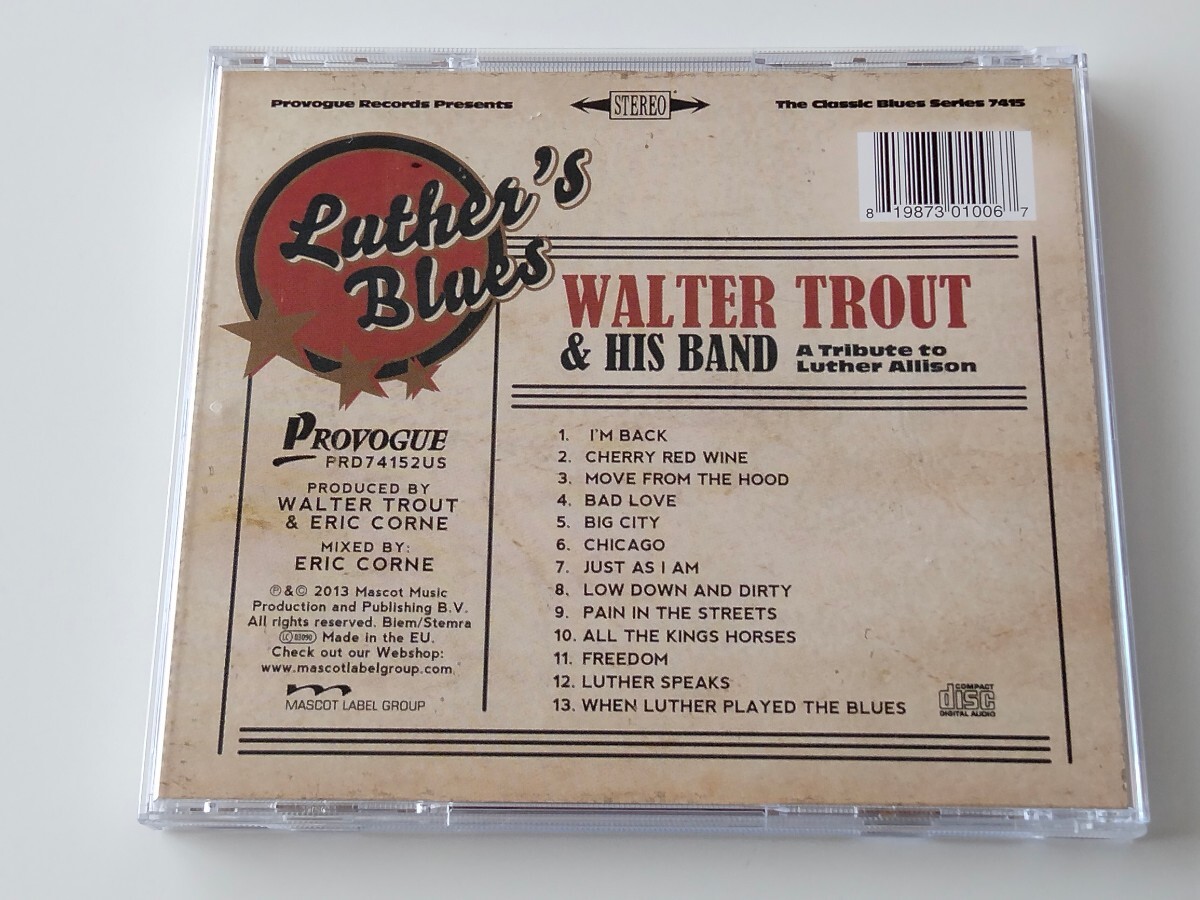 Provogue Records Presents
STEREO
The Classic Blues Series 7415
8 19873 01006 7
Luther's
Blues
WALTER TROUT
& HIS BAND
A Tribute to
Luther Allison
PROVOGUE
PRD74152US
PRODUCED BY
WALTER TROUT
& ERIC CORNE
MIXED BY:
ERIC CORNE
℗&© 2013 Mascot Music
Production and Publishing B.V.
All rights reserved. Biem/Stemra
LC 03090 Made in the EU.
Check out our Webshop:
www.mascotlabelgroup.com
MASCOT LABEL GROUP
1. I'M BACK
2. CHERRY RED WINE
3. MOVE FROM THE HOOD
4. BAD LOVE
5. BIG CITY
6. CHICAGO
7. JUST AS I AM
8. LOW DOWN AND DIRTY
9. PAIN IN THE STREETS
10. ALL THE KINGS HORSES
11. FREEDOM
12. LUTHER SPEAKS
13. WHEN LUTHER PLAYED THE BLUES
COMPACT
disc
DIGITAL AUDIO